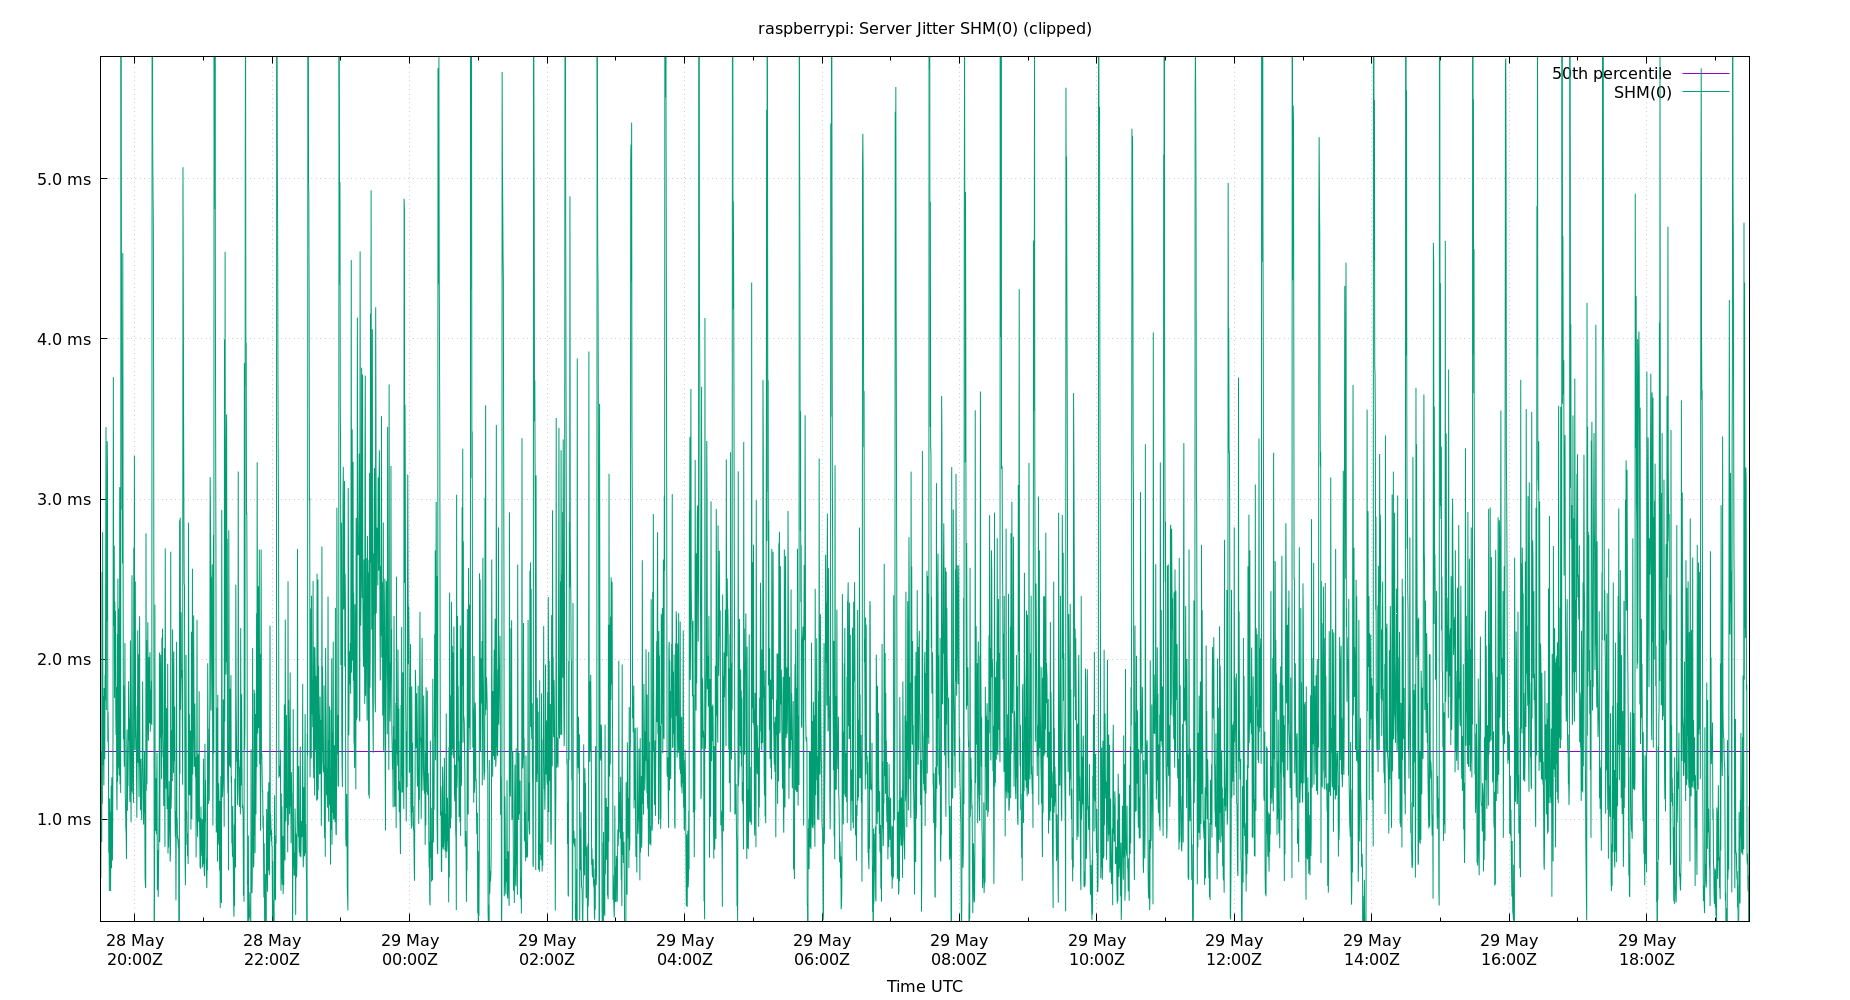 raspberrypi: Server Jitter SHM(0) (clipped)
50th percentile
SHM(0)
5.0 ms
4.0 ms
3.0 ms
2.0 ms
1.0 ms
28 May 28 May 29 May 29 May 29 May 29 May 29 May 29 May 29 May 29 May 29 May 29 May
20:00Z 22:00Z 00:00Z 02:00Z 04:00Z 06:00Z 08:00Z 10:00Z 12:00Z 14:00Z 16:00Z 18:00Z
Time UTC